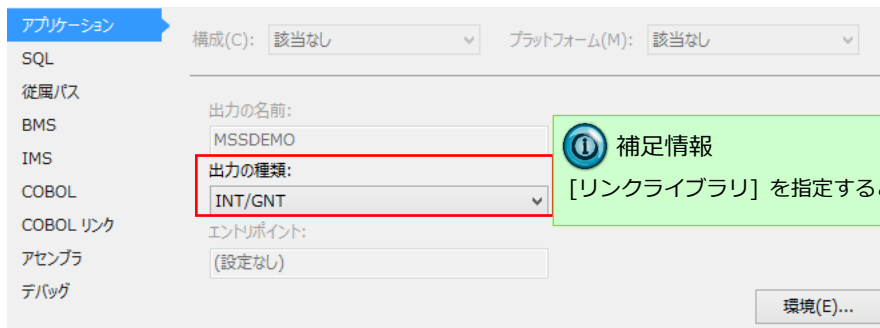 アプリケーション
SQL
従属パス
BMS
IMS
COBOL
COBOL リンク
アセンブラ
デバッグ
構成(C): 該当なし プラットフォーム(M): 該当なし
出力の名前:
MSSDEMO
出力の種類:
INT/GNT
エントリポイント:
(設定なし)
補足情報
[リンクライブラリ] を指定する
環境(E)...